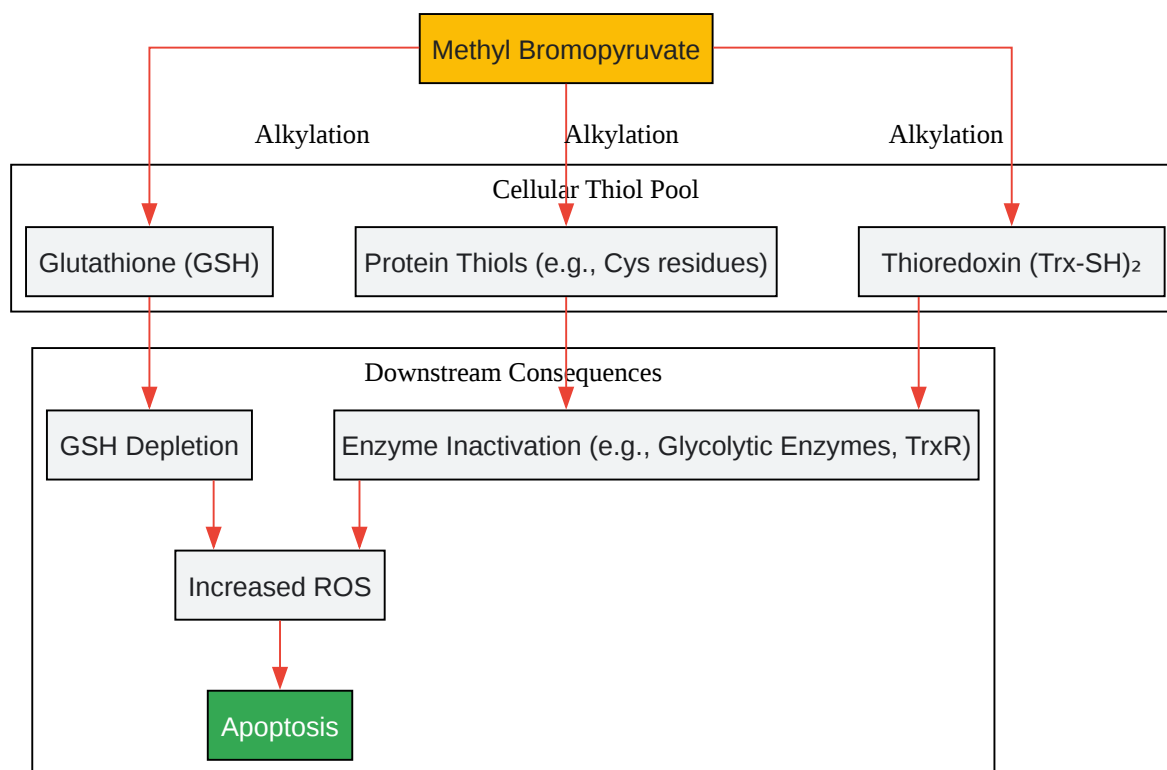 Methyl Bromopyruvate
Alkylation
Alkylation
Alkylation
Cellular Thiol Pool
Glutathione (GSH)
Protein Thiols (e.g., Cys residues)
Thioredoxin (Trx-SH)₂
Downstream Consequences
GSH Depletion
Enzyme Inactivation (e.g., Glycolytic Enzymes, TrxR)
Increased ROS
Apoptosis